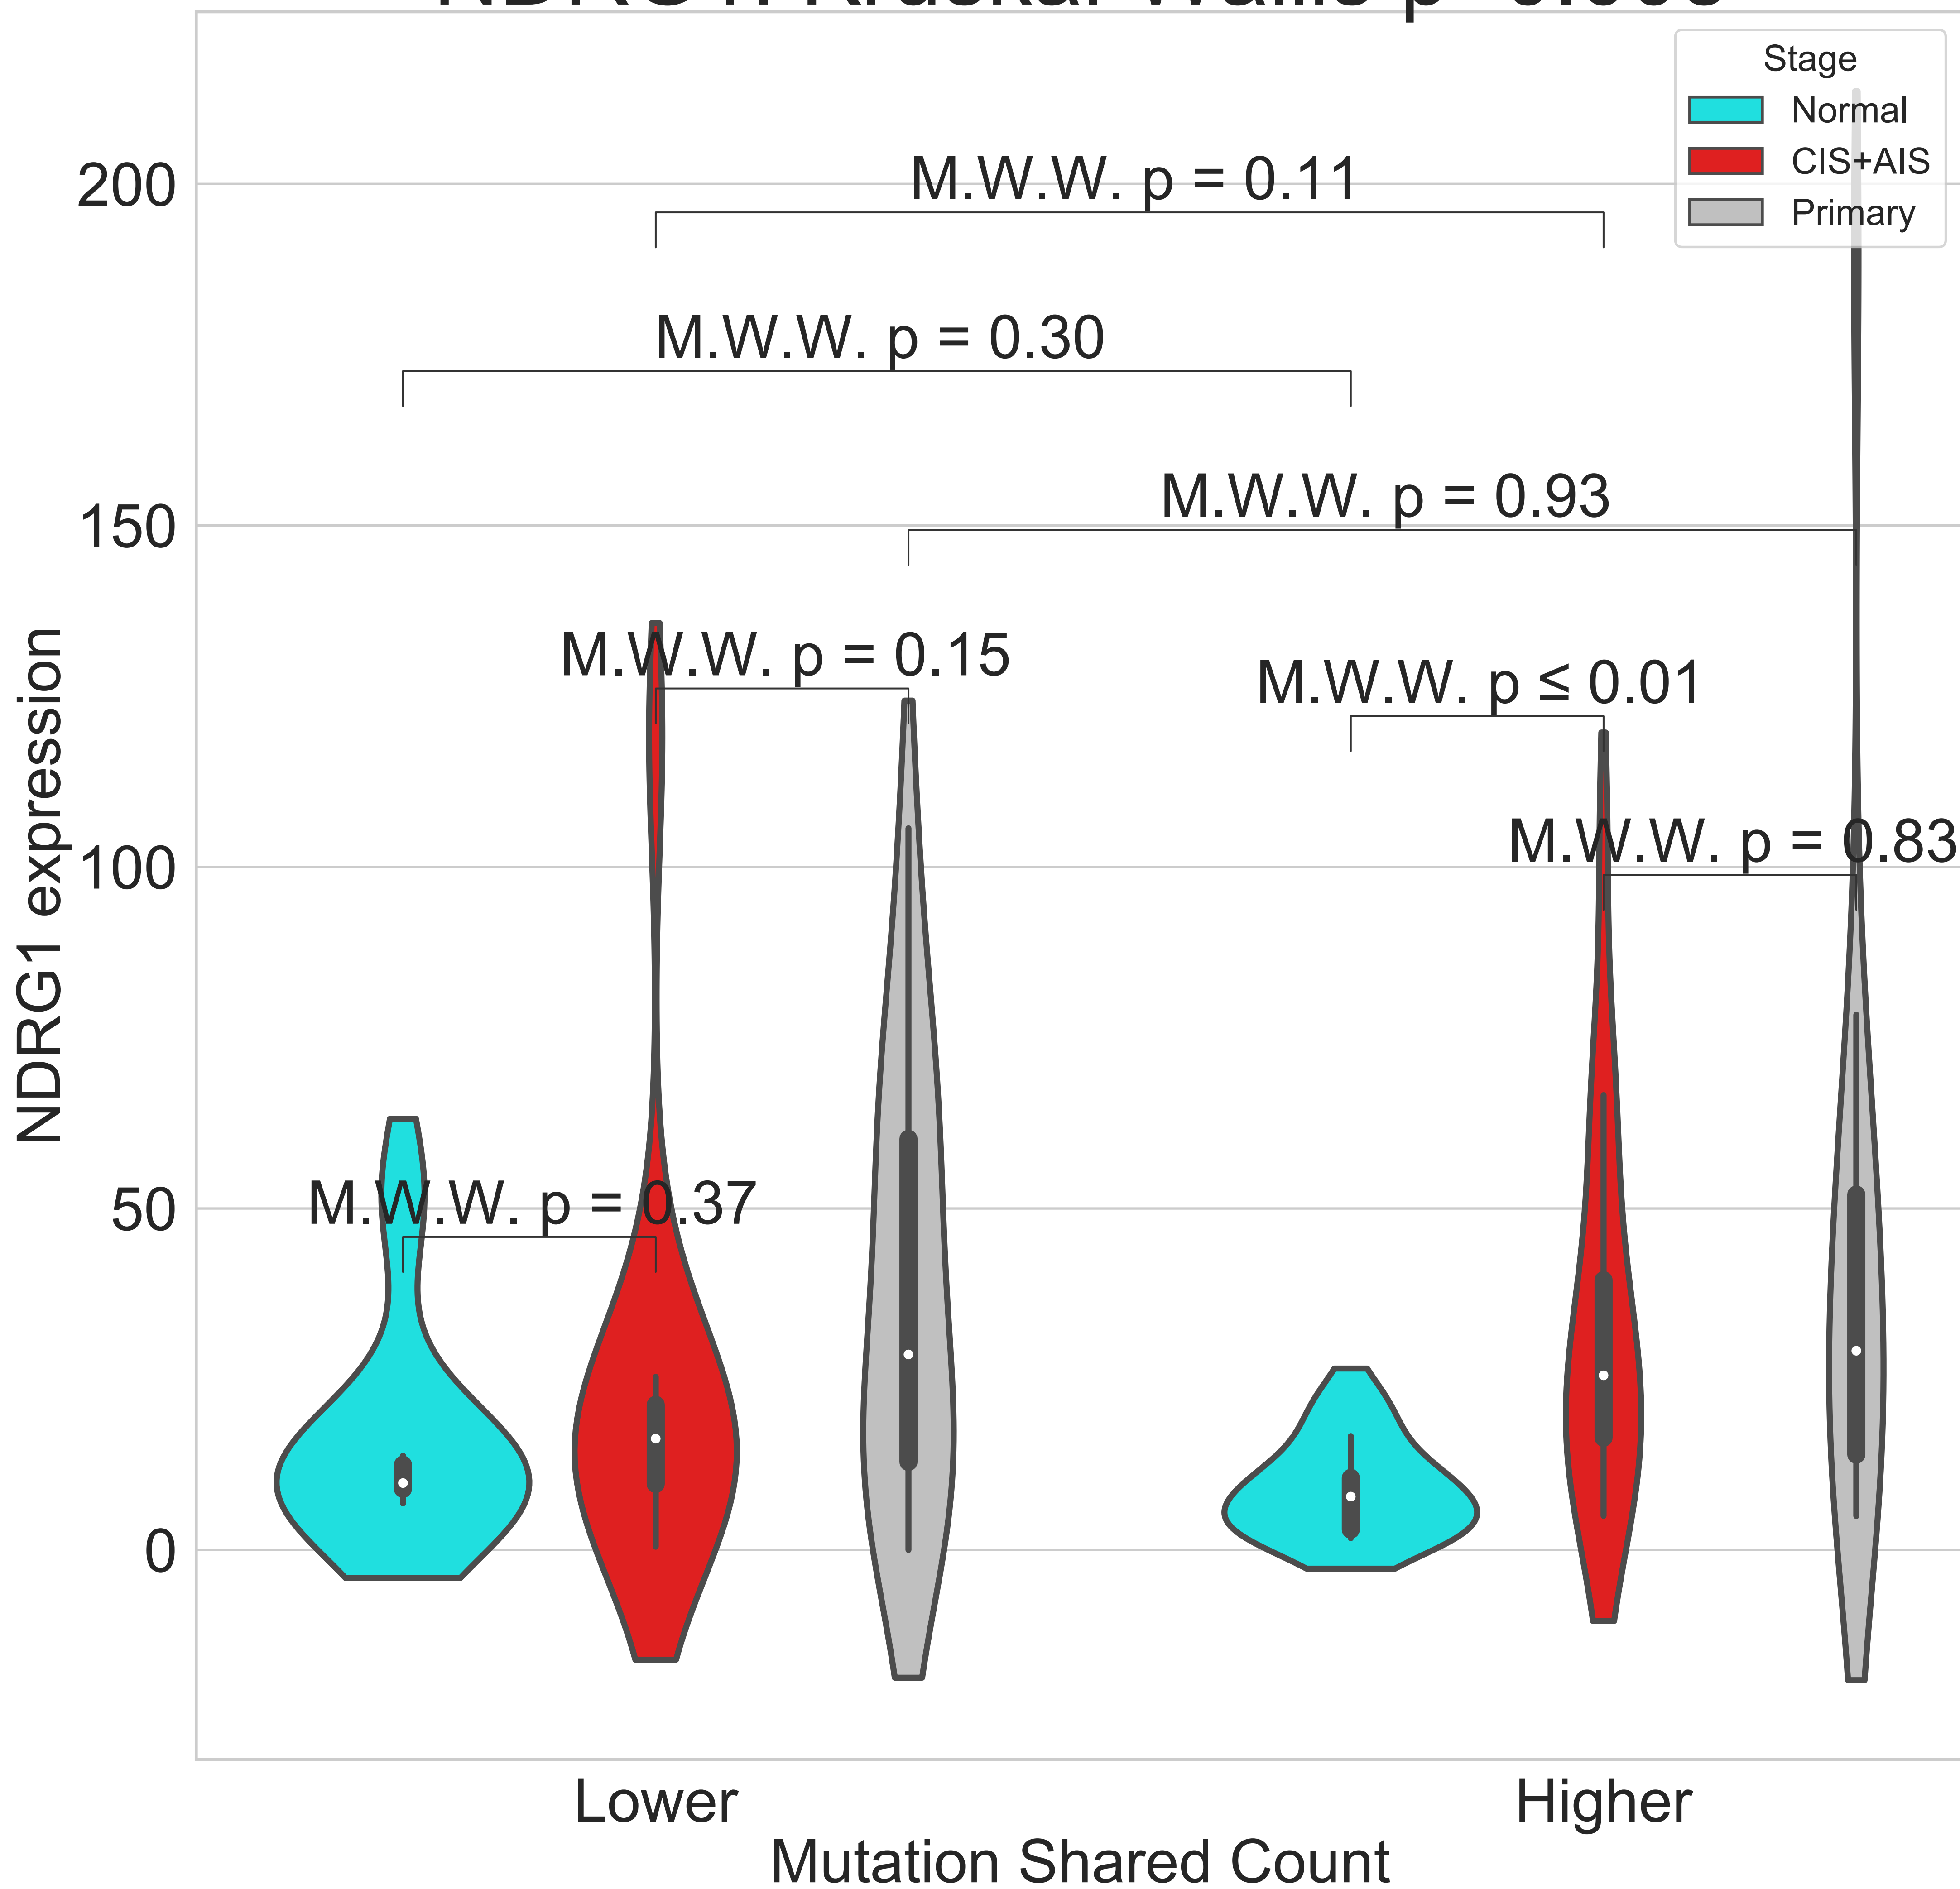 Stage
Normal
CIS+AIS
Primary
200
150
100
50
0
NDRG1 expression
M.W.W. p = 0.11
M.W.W. p = 0.30
M.W.W. p = 0.93
M.W.W. p = 0.15
M.W.W. p ≤ 0.01
M.W.W. p = 0.83
M.W.W. p = 0.37
Lower
Higher
Mutation Shared Count